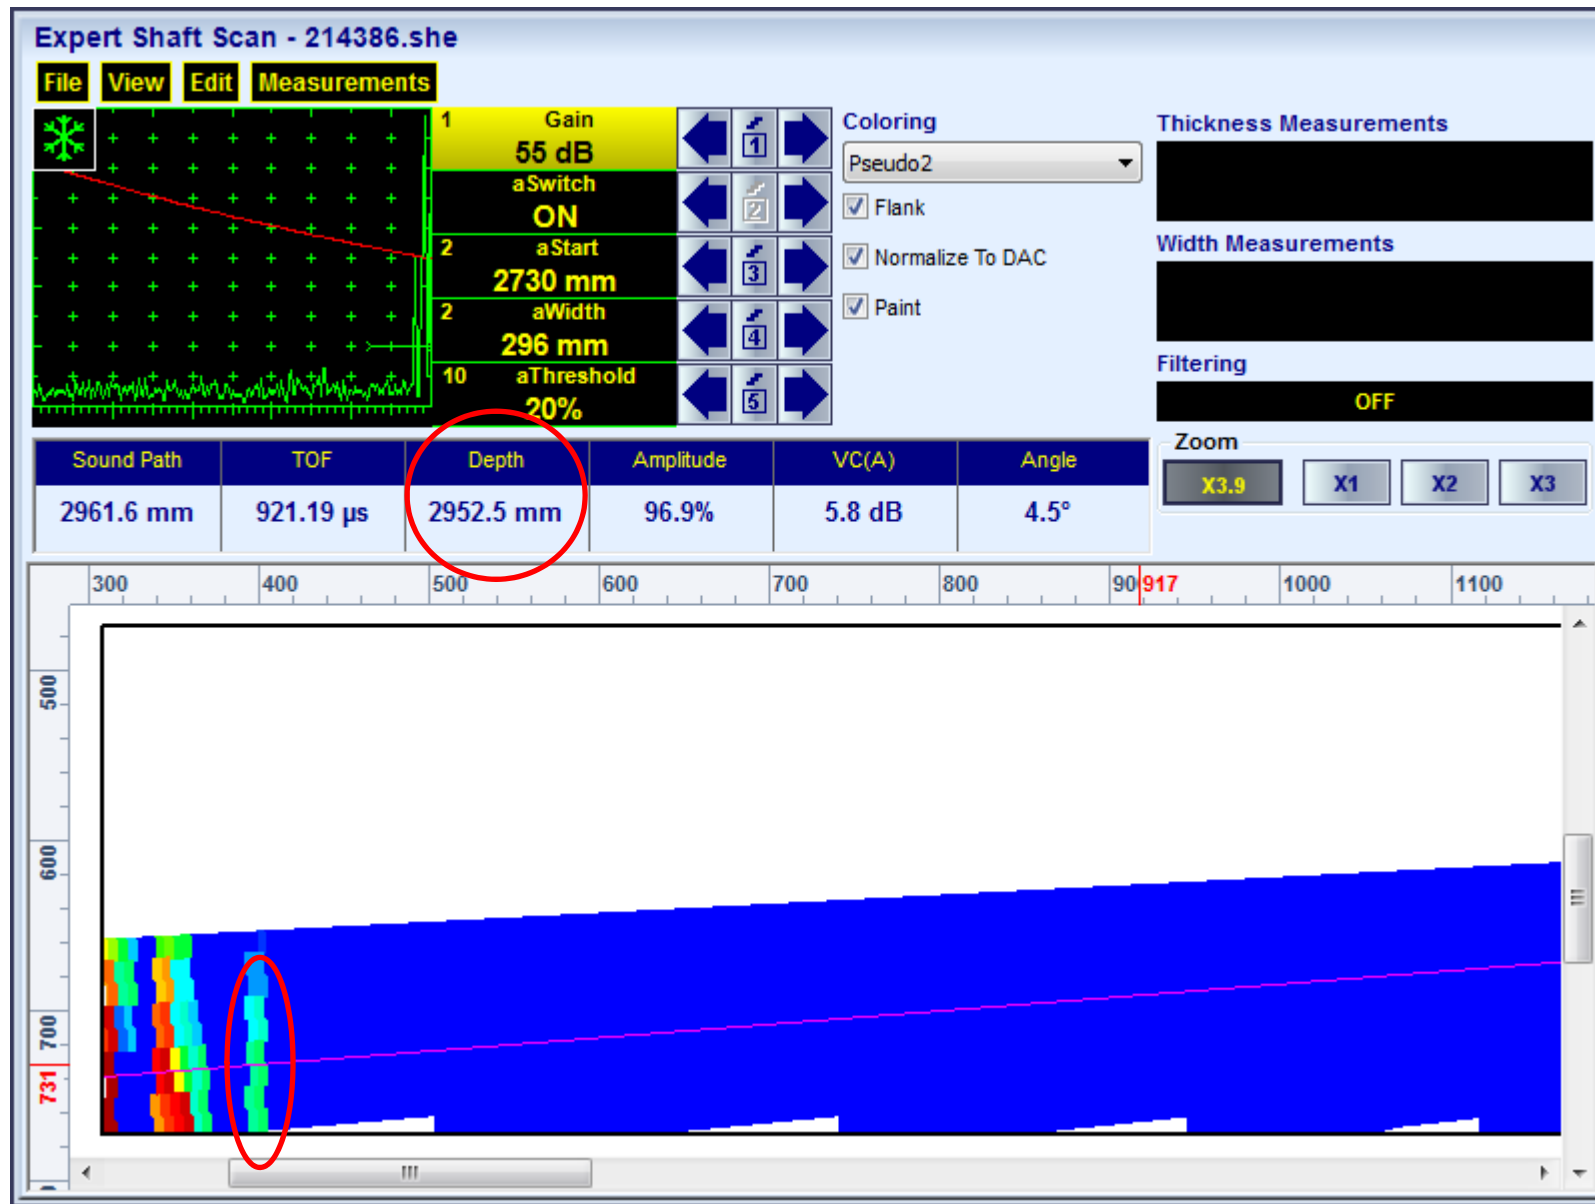 Expert Shaft Scan - 214386.she
File View Edit Measurements
1 Gain
55 dB
aSwitch
ON
2 aStart
2730 mm
2 aWidth
296 mm
10 aThreshold
20%
1
2
3
4
5
Coloring
Pseudo2
Flank
Normalize To DAC
Paint
Thickness Measurements
Width Measurements
Filtering
OFF
Zoom
X3.9 X1 X2 X3
Sound Path TOF Depth Amplitude VC(A) Angle
2961.6 mm 921.19 µs 2952.5 mm 96.9% 5.8 dB 4.5°
300 400 500 600 700 800 90 917 1000 1100
500
600
700
731